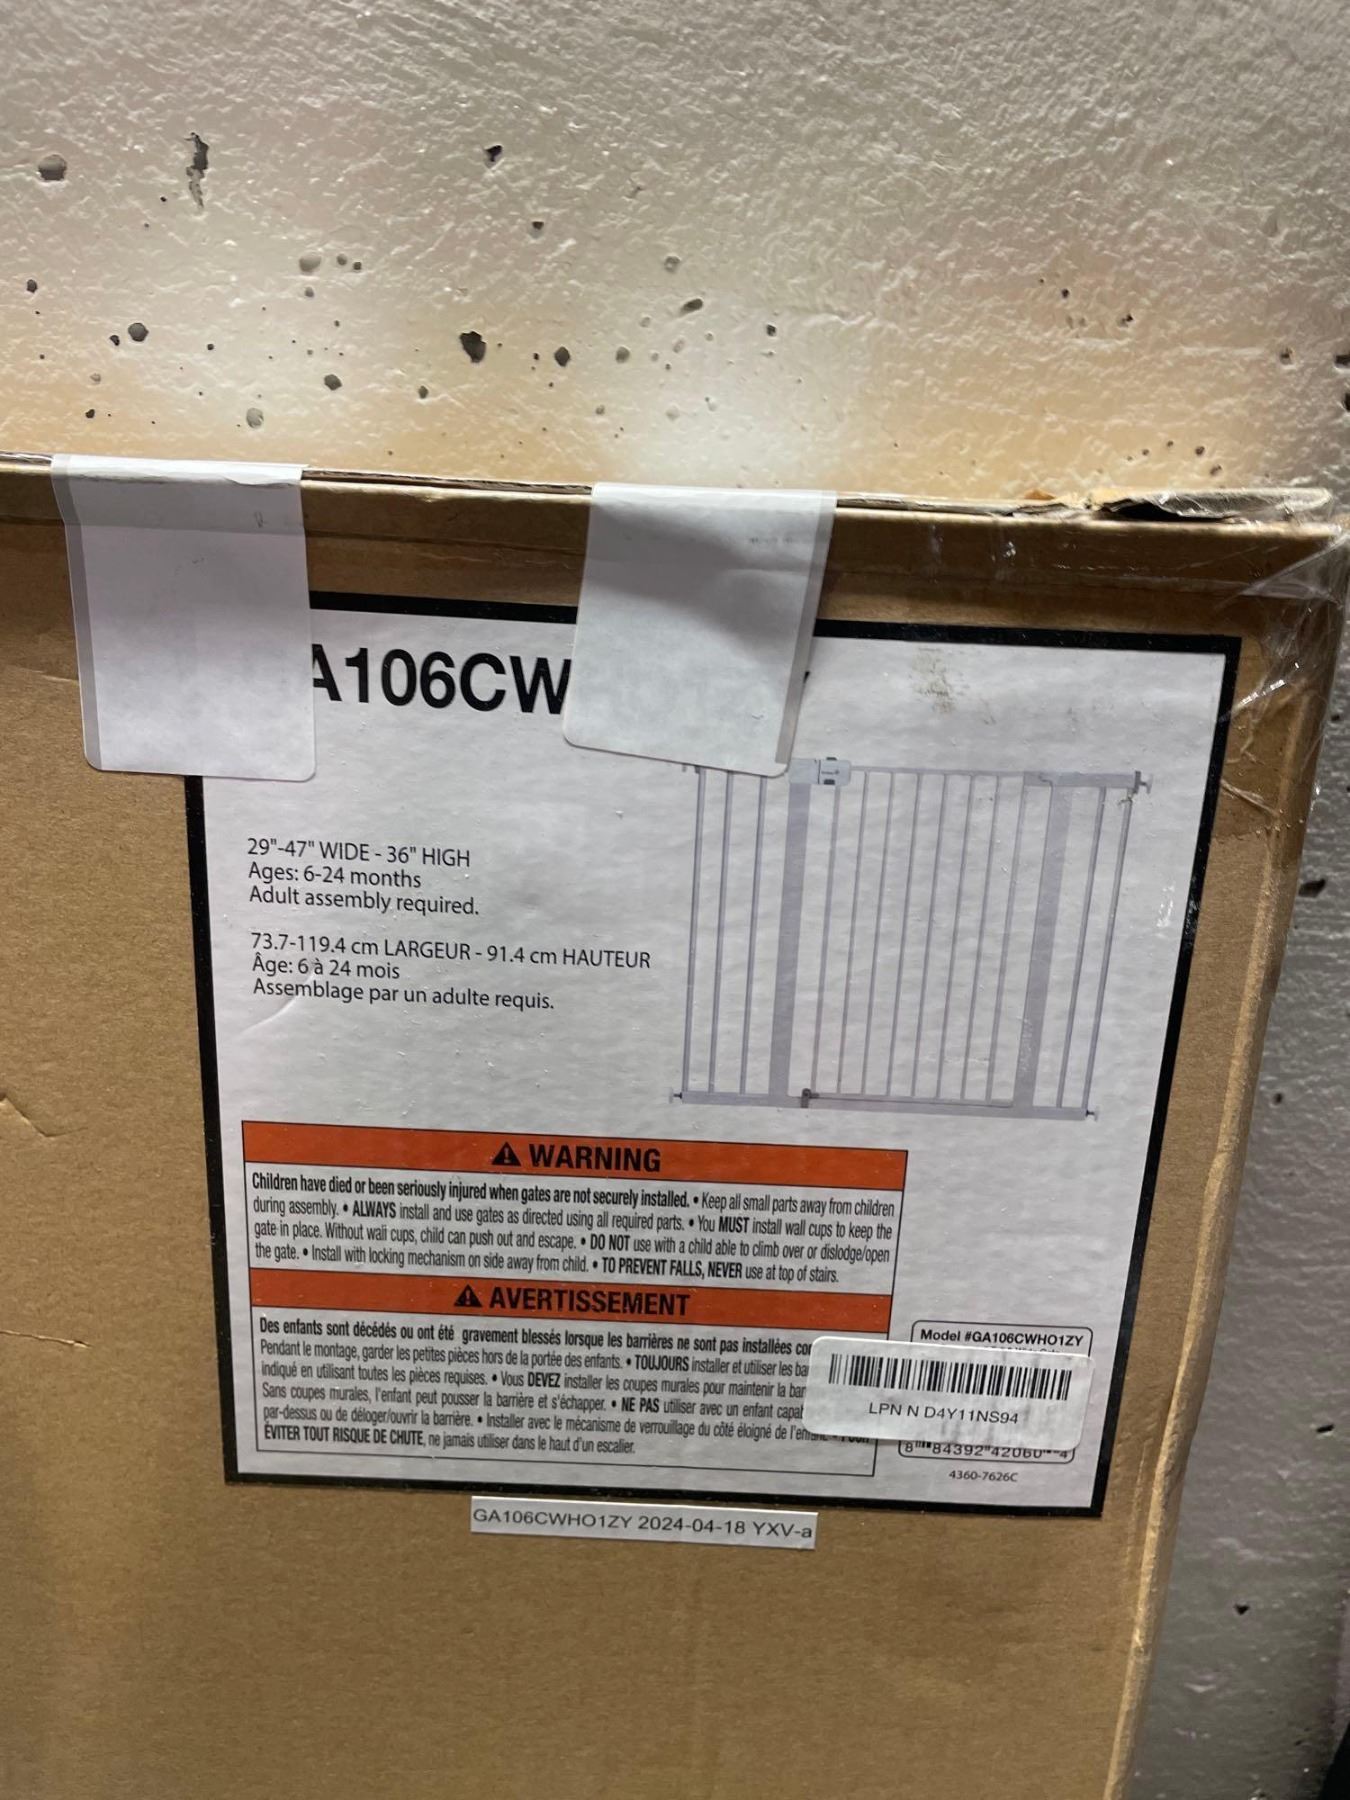 A106CW
29"-47" WIDE - 36" HIGH
Ages: 6-24 months
Adult assembly required.
73.7-119.4 cm LARGEUR - 91.4 cm HAUTEUR
Âge: 6 à 24 mois
Assemblage par un adulte requis.
⚠ WARNING
Children have died or been seriously injured when gates are not securely installed. • Keep all small parts away from children
during assembly. • ALWAYS install and use gates as directed using all required parts. • You MUST install wall cups to keep the
gate in place. Without wall cups, child can push out and escape. • DO NOT use with a child able to climb over or dislodge/open
the gate. • Install with locking mechanism on side away from child. • TO PREVENT FALLS, NEVER use at top of stairs.
⚠ AVERTISSEMENT
Des enfants sont décédés ou ont été gravement blessés lorsque les barrières ne sont pas installées cor
Pendant le montage, garder les petites pièces hors de la portée des enfants. • TOUJOURS installer et utiliser les ba
indiqué en utilisant toutes les pièces requises. • Vous DEVEZ installer les coupes murales pour maintenir la bar
Sans coupes murales, l'enfant peut pousser la barrière et s'échapper. • NE PAS utiliser avec un enfant capab
par-dessus ou de déloger/ouvrir la barrière. • Installer avec le mécanisme de verrouillage du côté éloigné de l'enfant.
ÉVITER TOUT RISQUE DE CHUTE, ne jamais utiliser dans le haut d'un escalier.
Model #GA106CWHO1ZY
LPN N D4Y11NS94
8 84392 42060 4
4360-7626C
GA106CWHO1ZY 2024-04-18 YXV-a